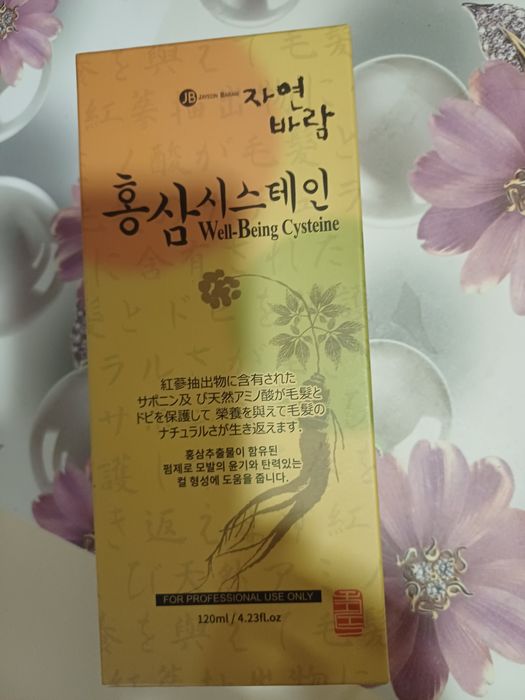 JB JAYEON BARAM 자연
바람
홍삼시스테인
Well-Being Cysteine
紅蔘抽出物に含有された
サポニン及 び天然アミノ酸が毛髮と
ドビを保護して 榮養を與えて毛髮の
ナチュラルさが生き返えます.
홍삼추출물이 함유된
펌제로 모발의 윤기와 탄력있는
컬 형성에 도움을 줍니다.
FOR PROFESSIONAL USE ONLY
120ml / 4.23fl.oz